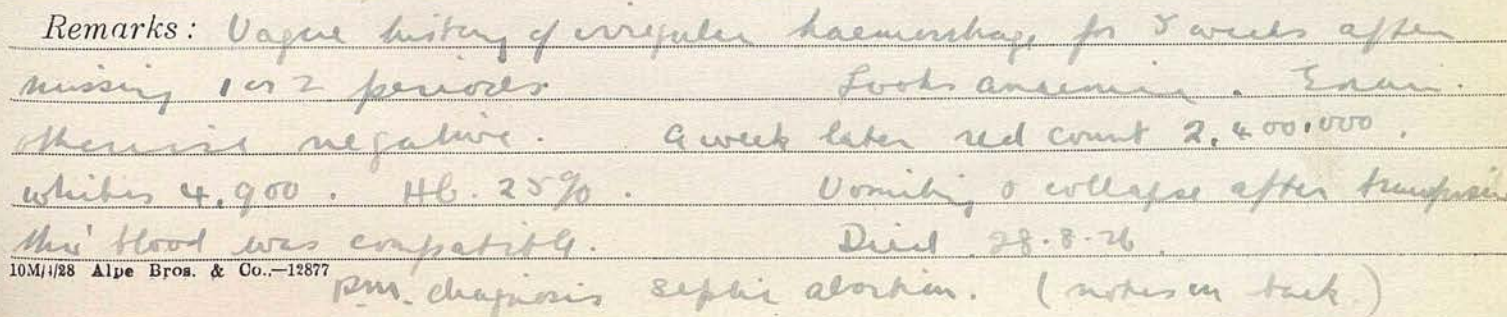 Remarks: Vague history of irregular haemorrhage for 5 weeks after
missing 1 or 2 periods. Looks anaemic. Exam.
otherwise negative. A week later red count 2,400,000.
whites 4,900. Hb. 25%. Vomiting & collapse after transfusion
tho' blood was compatible. Died 28.8.26.
10M/4/28 Alpe Bros. & Co.,—12877
P.m. diagnosis septic abortion. (notes on back)